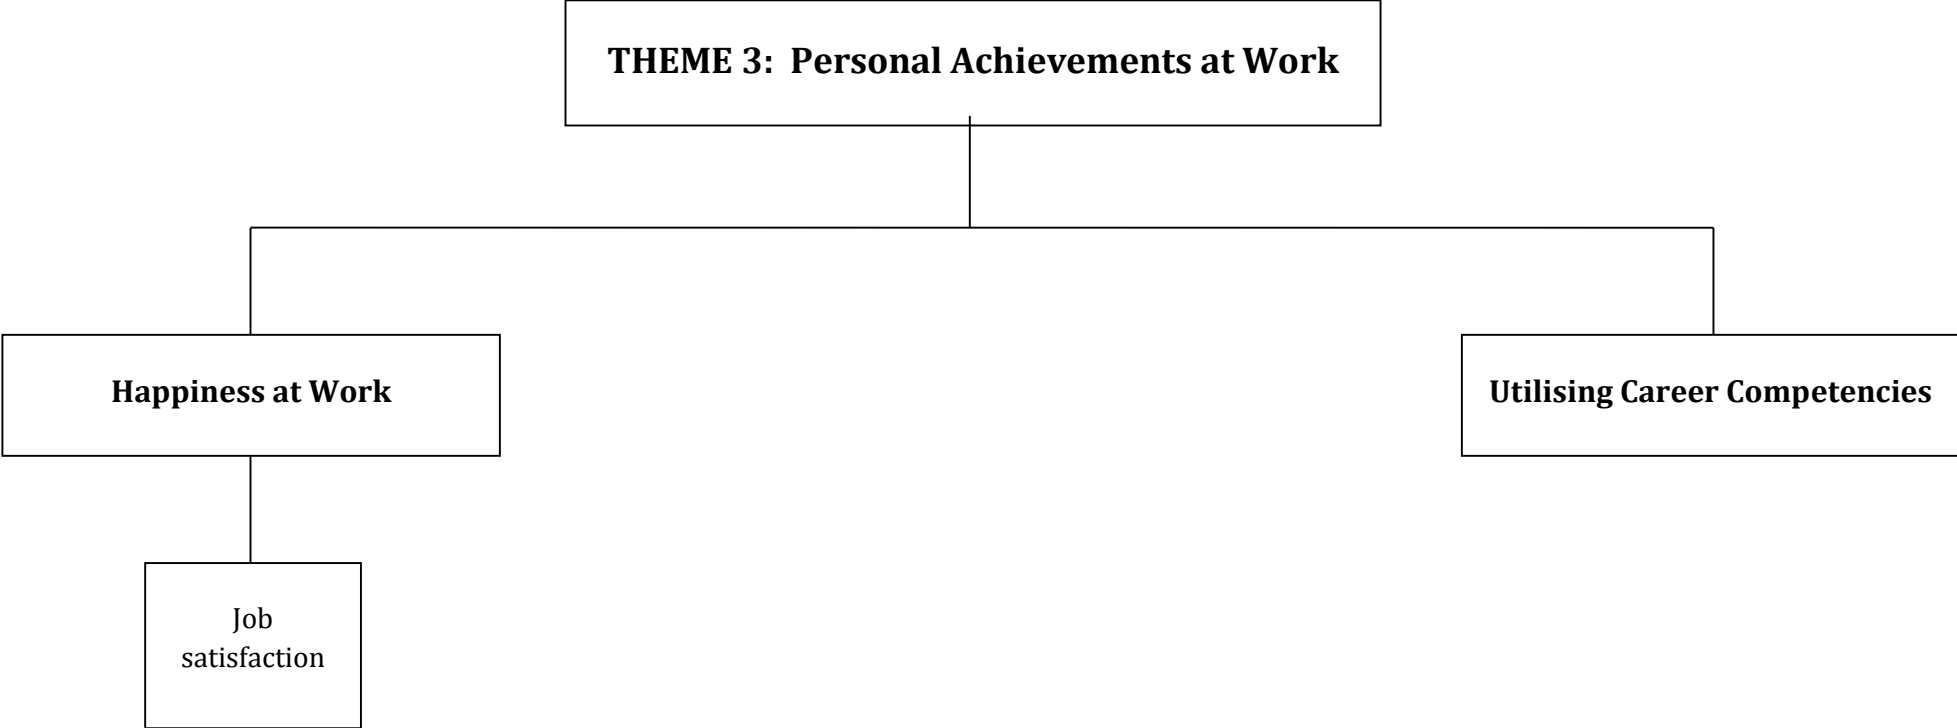 THEME 3:  Personal Achievements at Work
Happiness at Work
Utilising Career Competencies
Job
satisfaction